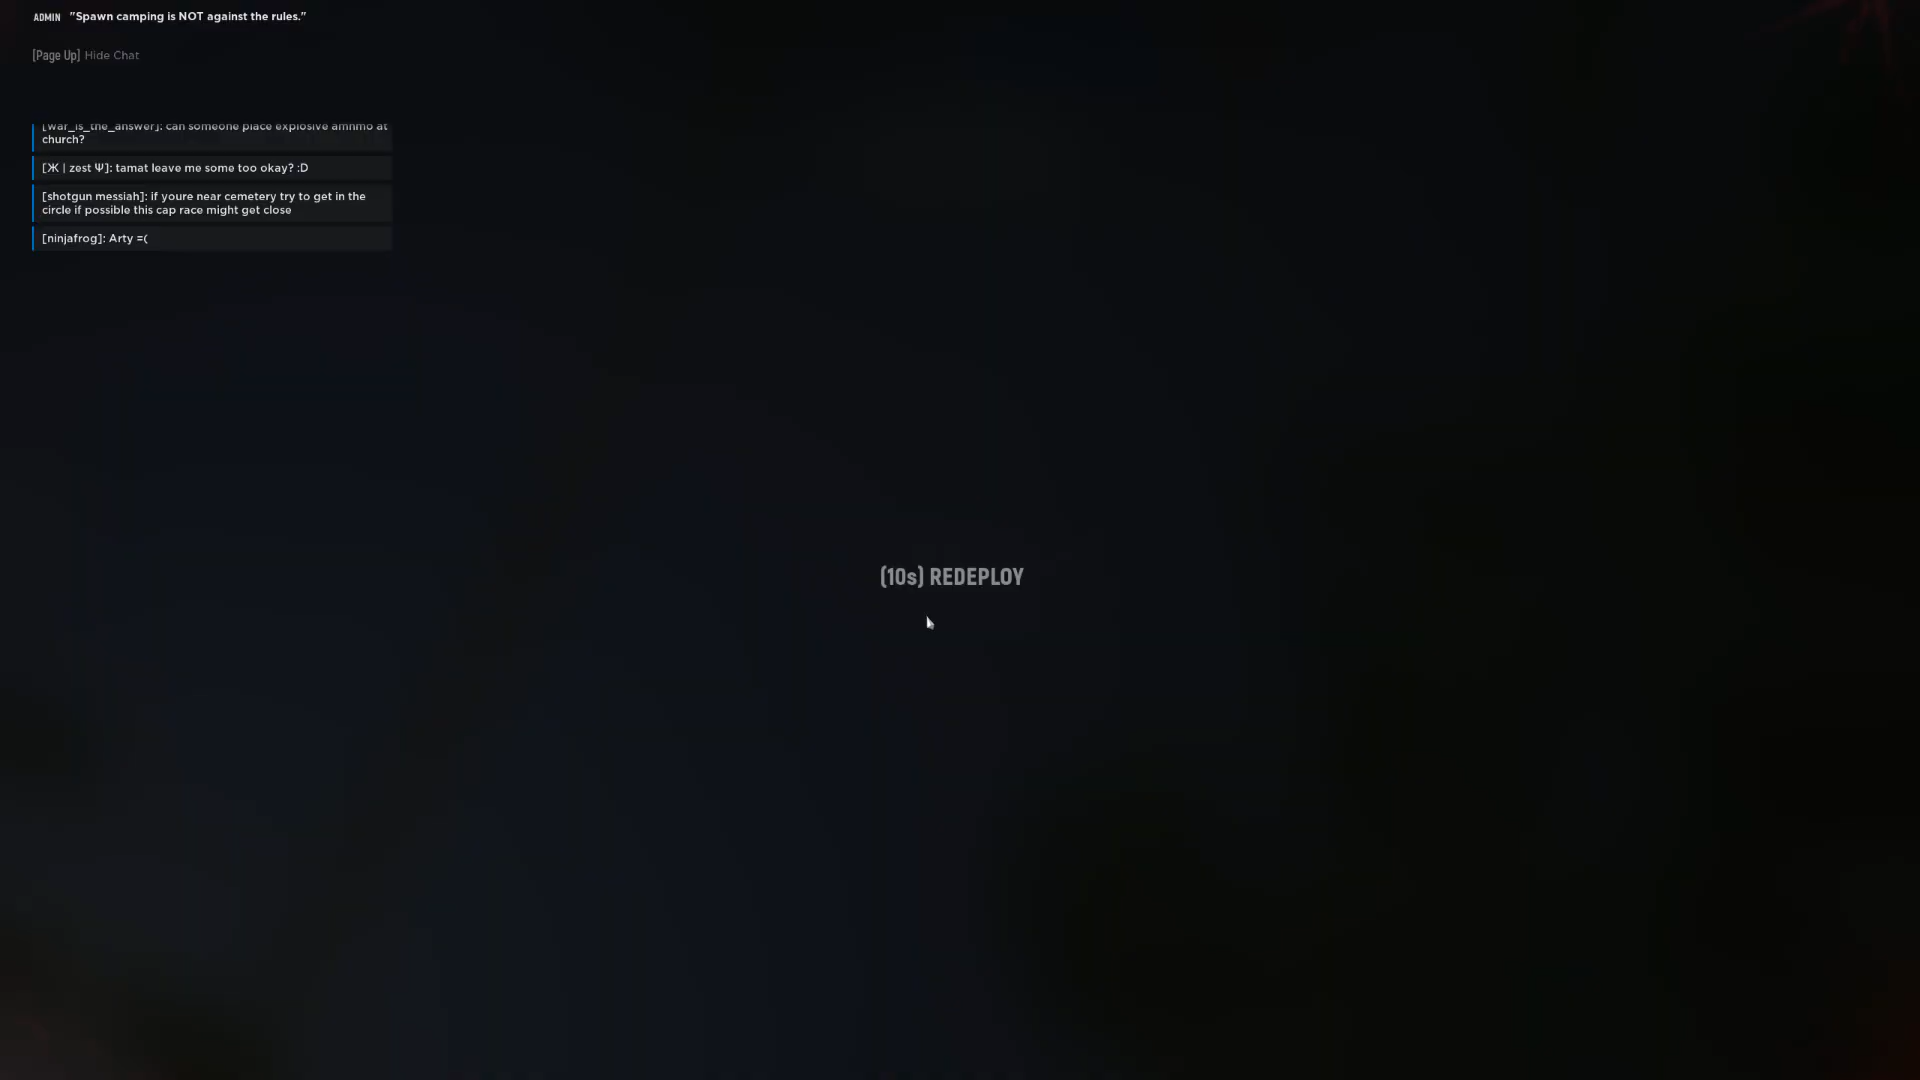 ADMIN "Spawn camping is NOT against the rules."
[Page Up] Hide Chat
[war_is_the_answer]: can someone place explosive ammo at
church?
[Ж | zest Ψ]: tamat leave me some too okay? :D
[shotgun messiah]: if youre near cemetery try to get in the
circle if possible this cap race might get close
[ninjafrog]: Arty =(
(10s) REDEPLOY